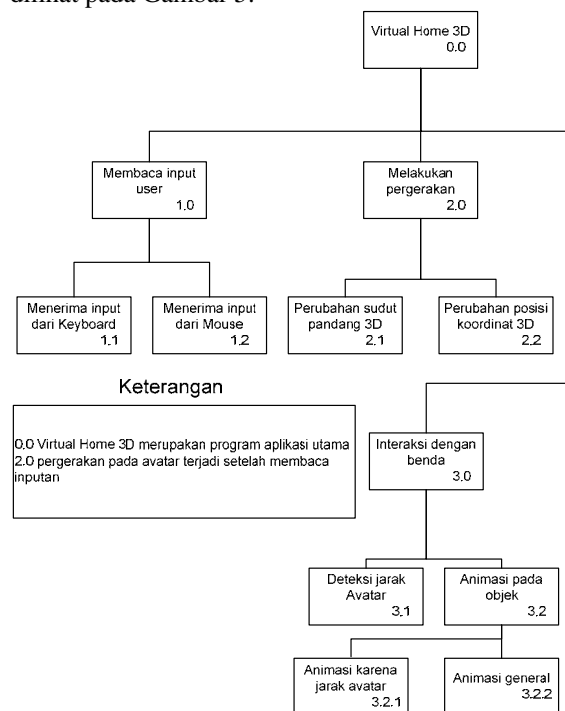 dilihat pada Gambar 3.
Virtual Home 3D
0.0
Membaca input
user
1.0
Melakukan
pergerakan
2.0
Menerima input
dari Keyboard
1.1
Menerima input
dari Mouse
1.2
Perubahan sudut
pandang 3D
2.1
Perubahan posisi
koordinat 3D
2.2
Keterangan
0.0 Virtual Home 3D merupakan program aplikasi utama
2.0 pergerakan pada avatar terjadi setelah membaca
inputan
Interaksi dengan
benda
3.0
Deteksi jarak
Avatar
3.1
Animasi pada
objek
3.2
Animasi karena
jarak avatar
3.2.1
Animasi general
3.2.2